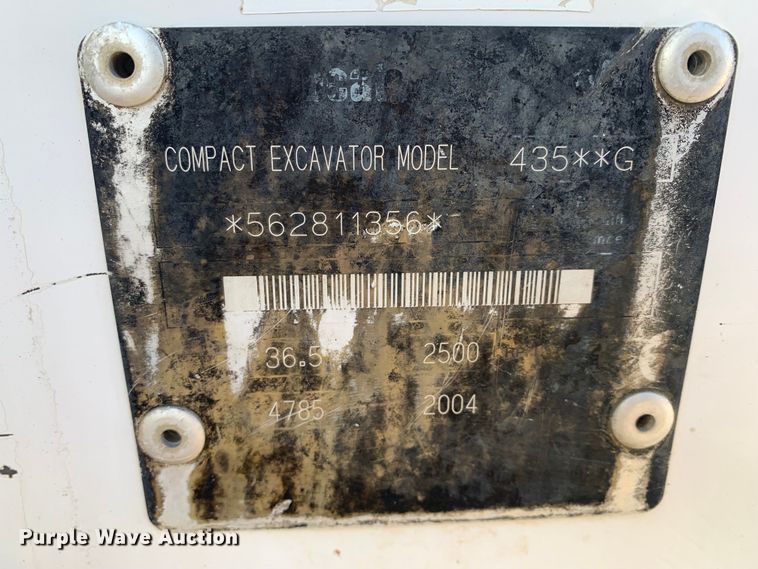 COMPACT EXCAVATOR MODEL 435**G
*562811356*
36.5 2500
4785 2004
Purple Wave Auction